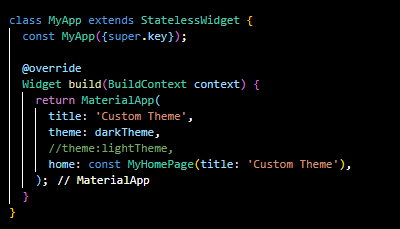 class MyApp extends StatelessWidget {
  const MyApp({super.key});

  @override
  Widget build(BuildContext context) {
    return MaterialApp(
      title: 'Custom Theme',
      theme: darkTheme,
      //theme:lightTheme,
      home: const MyHomePage(title: 'Custom Theme'),
    ); // MaterialApp
  }
}